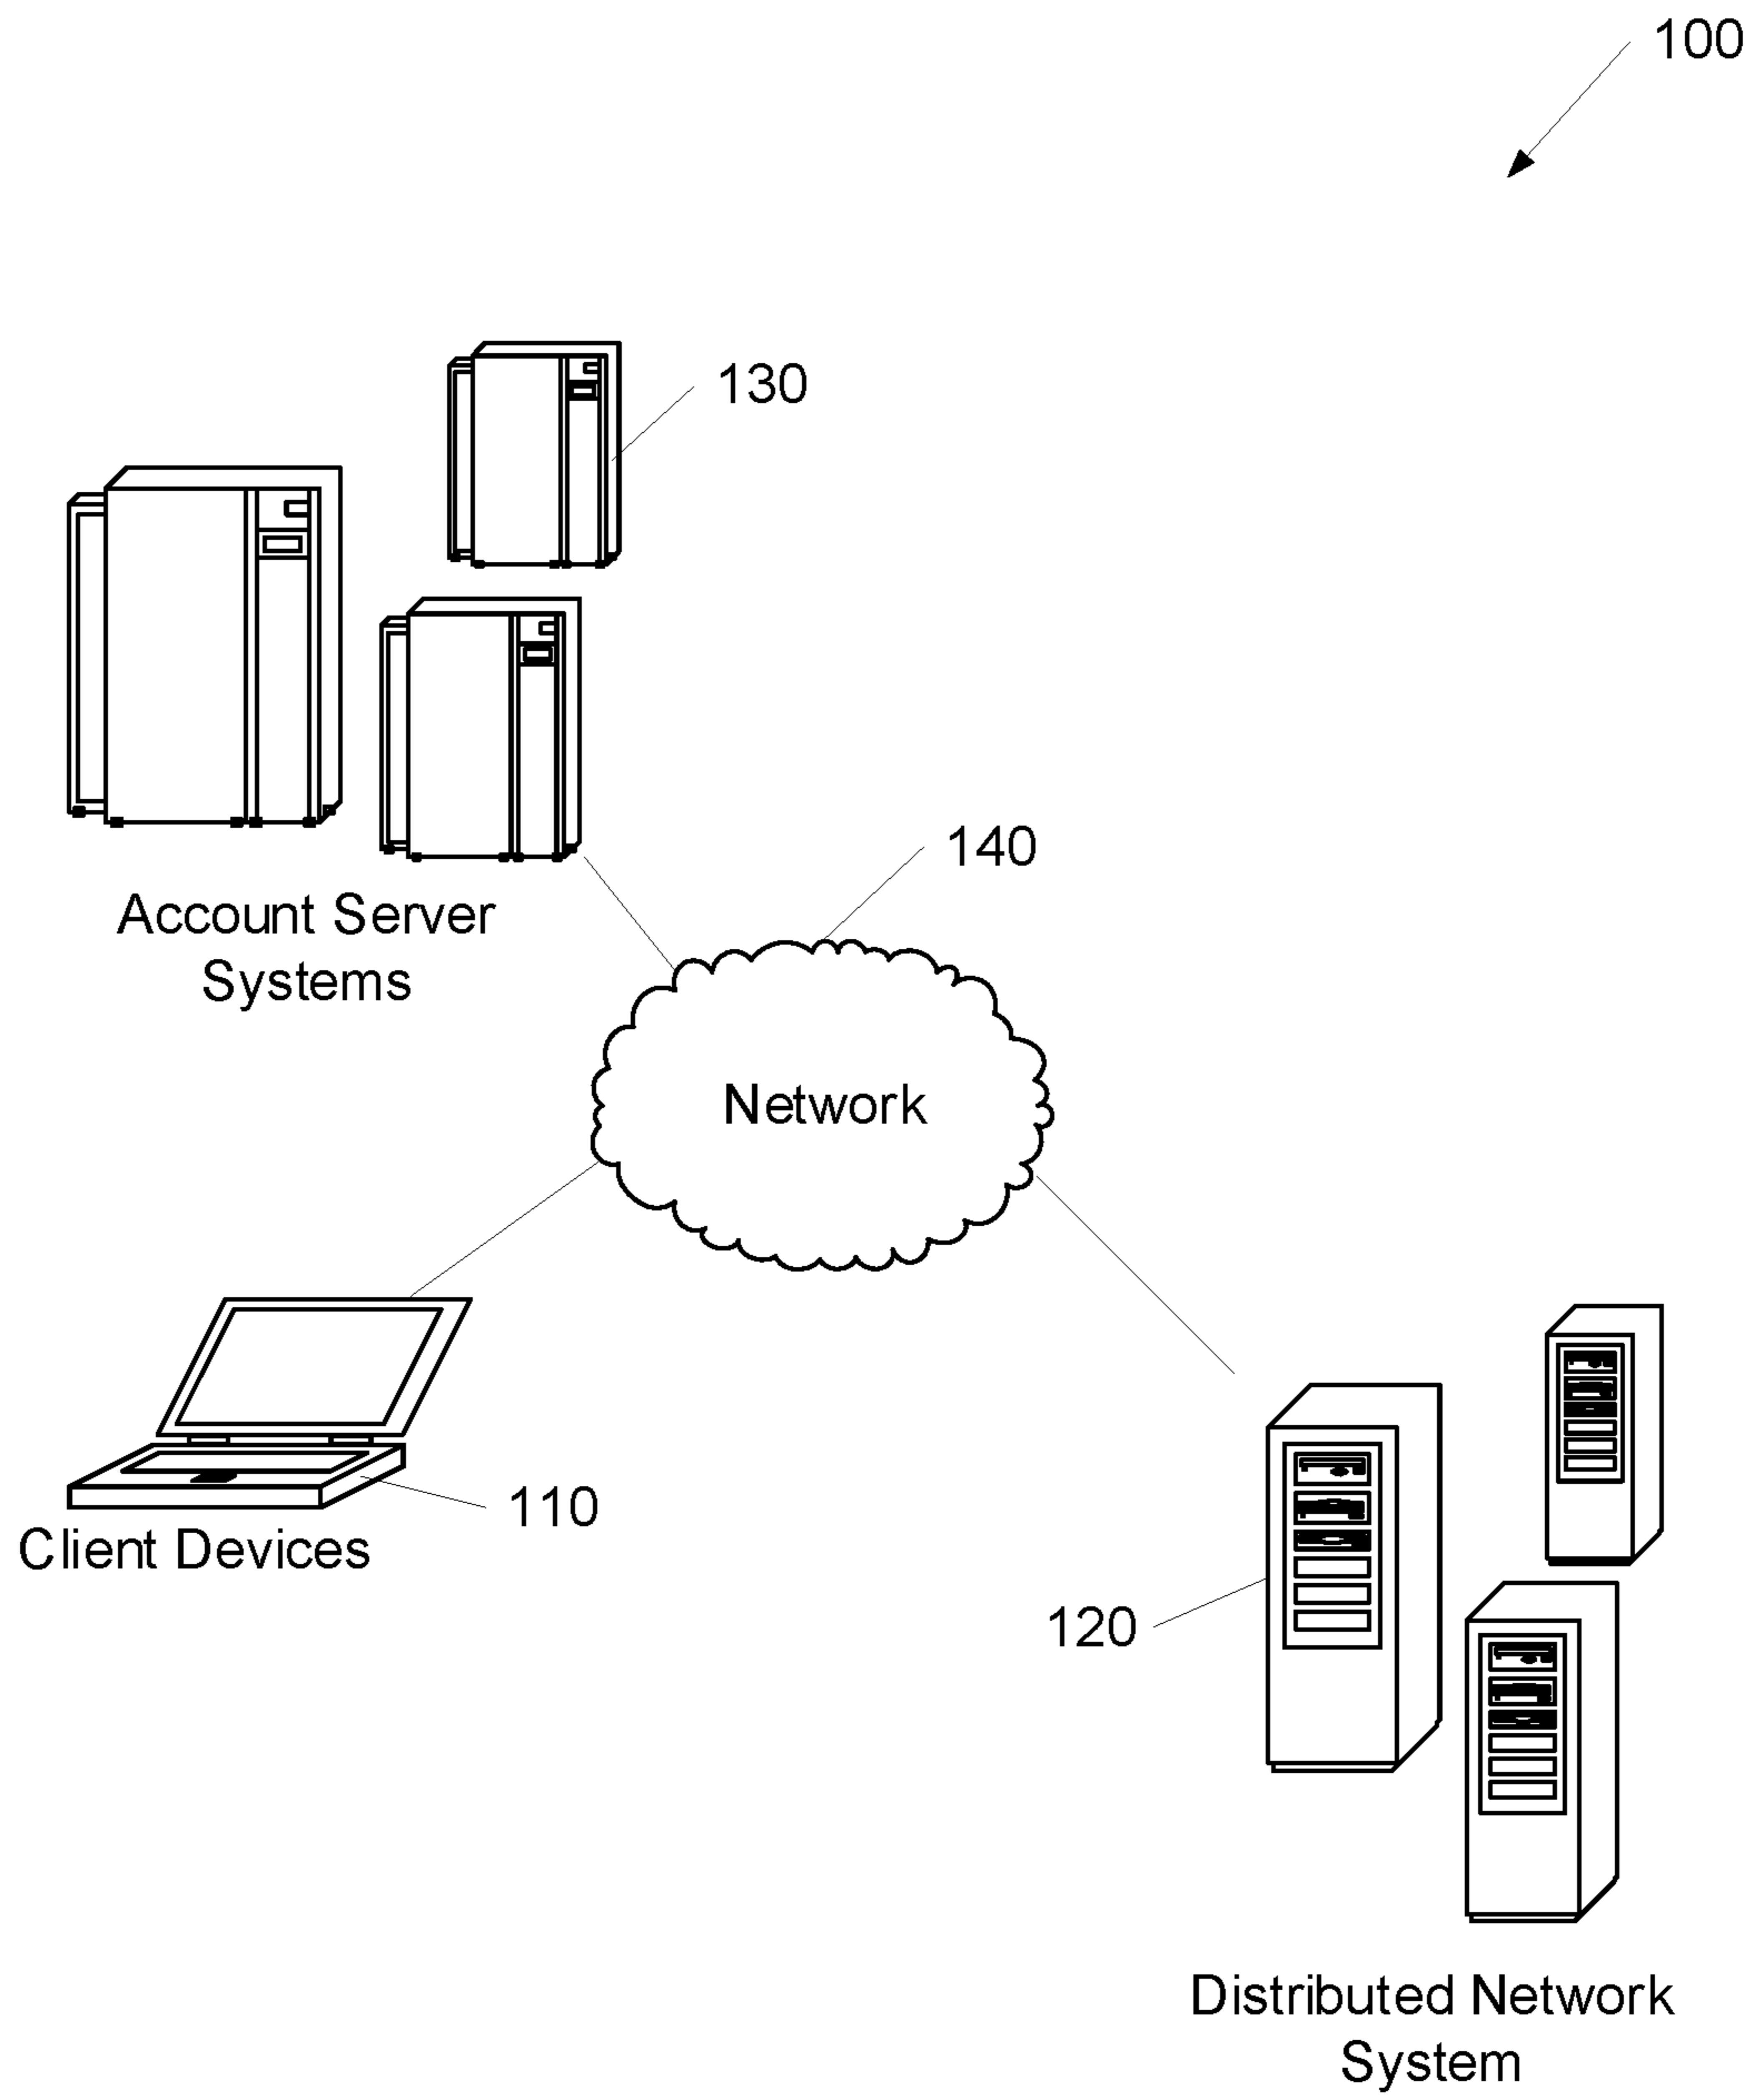 100
130
Account Server
Systems
140
Network
110
Client Devices
120
Distributed Network
System